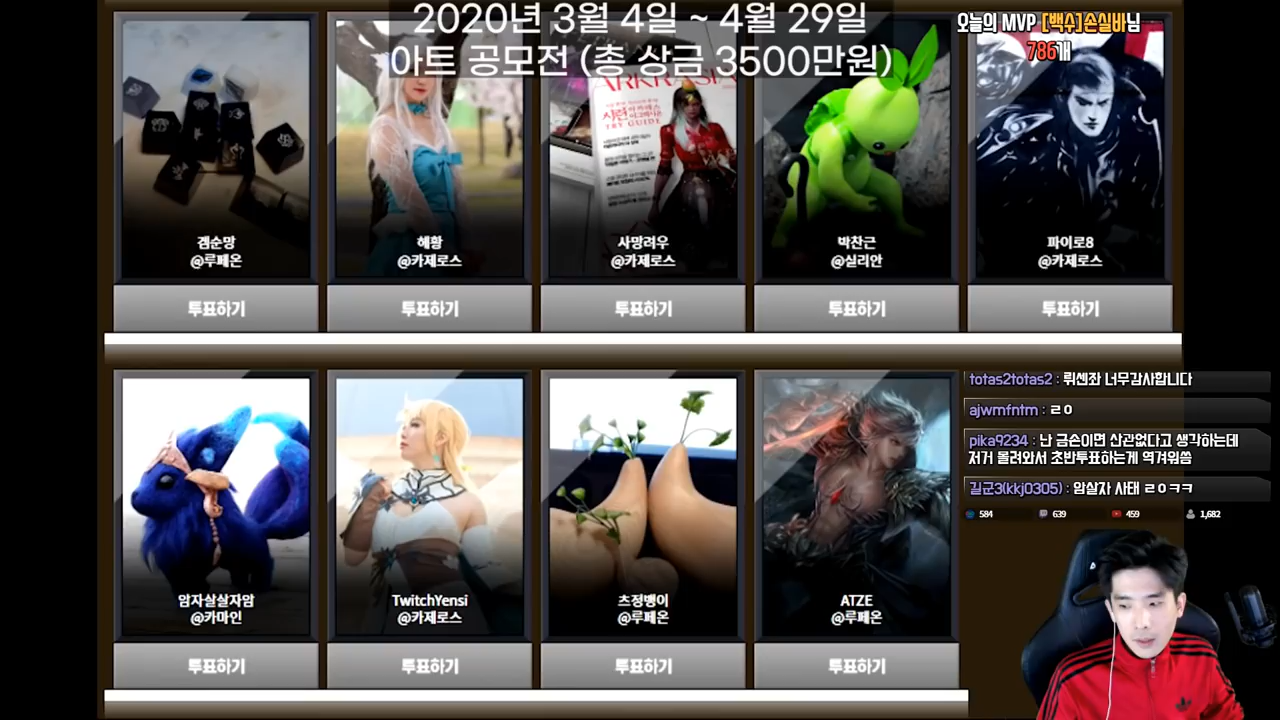 2020년 3월 4일 ~ 4월 29일
아트 공모전 (총 상금 3500만원)
오늘의 MVP [백수]손실바님
786개
ARKRASIA
TRY GUIDE
겜순망
@루페온
투표하기
해황
@카제로스
투표하기
사망려우
@카제로스
투표하기
박찬근
@실리안
투표하기
파이로8
@카제로스
투표하기
암자살살자암
@카마인
투표하기
TwitchYensi
@카제로스
투표하기
츠정뱅이
@루페온
투표하기
ATZE
@루페온
투표하기
totas2totas2 : 뤼센좌 너무감사합니다
ajwmfntm : ㄹㅇ
pika9234 : 난 금손이면 상관없다고 생각하는데
저거 몰려와서 초반투표하는게 역겨워씀
길군3(kkj0305) : 암살자 사태 ㄹㅇㅋㅋ
584 639 459 1,682